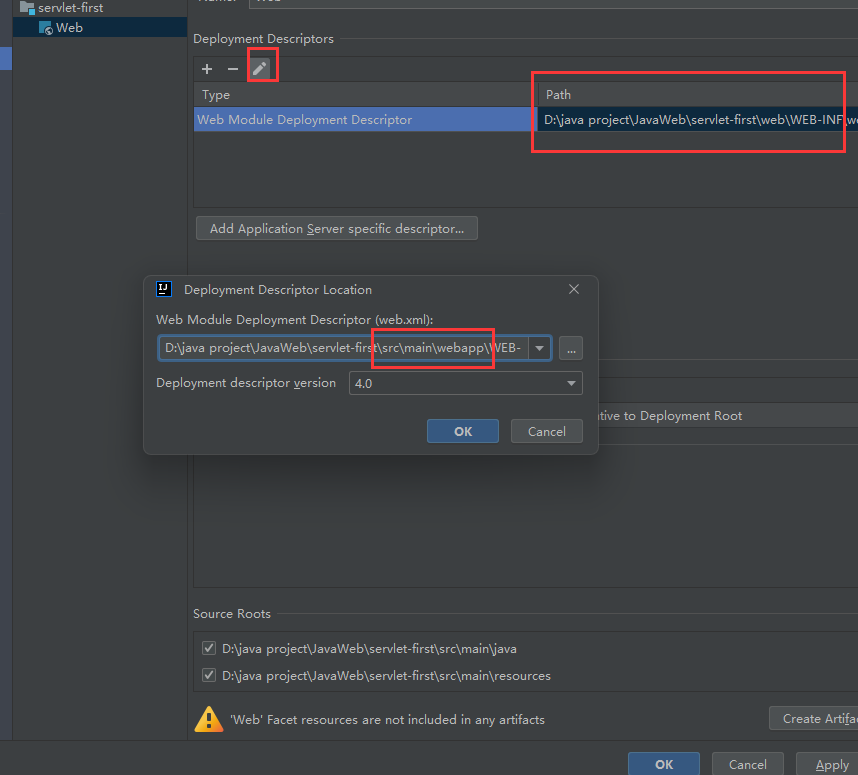 servlet-first
Web
Deployment Descriptors
Type
Path
Web Module Deployment Descriptor
D:\java project\JavaWeb\servlet-first\web\WEB-INF\we
Add Application Server specific descriptor...
Deployment Descriptor Location
Web Module Deployment Descriptor (web.xml):
D:\java project\JavaWeb\servlet-first\src\main\webapp\WEB-
...
Deployment descriptor version
4.0
ative to Deployment Root
OK
Cancel
Source Roots
D:\java project\JavaWeb\servlet-first\src\main\java
D:\java project\JavaWeb\servlet-first\src\main\resources
'Web' Facet resources are not included in any artifacts
Create Artifa
OK
Cancel
Apply